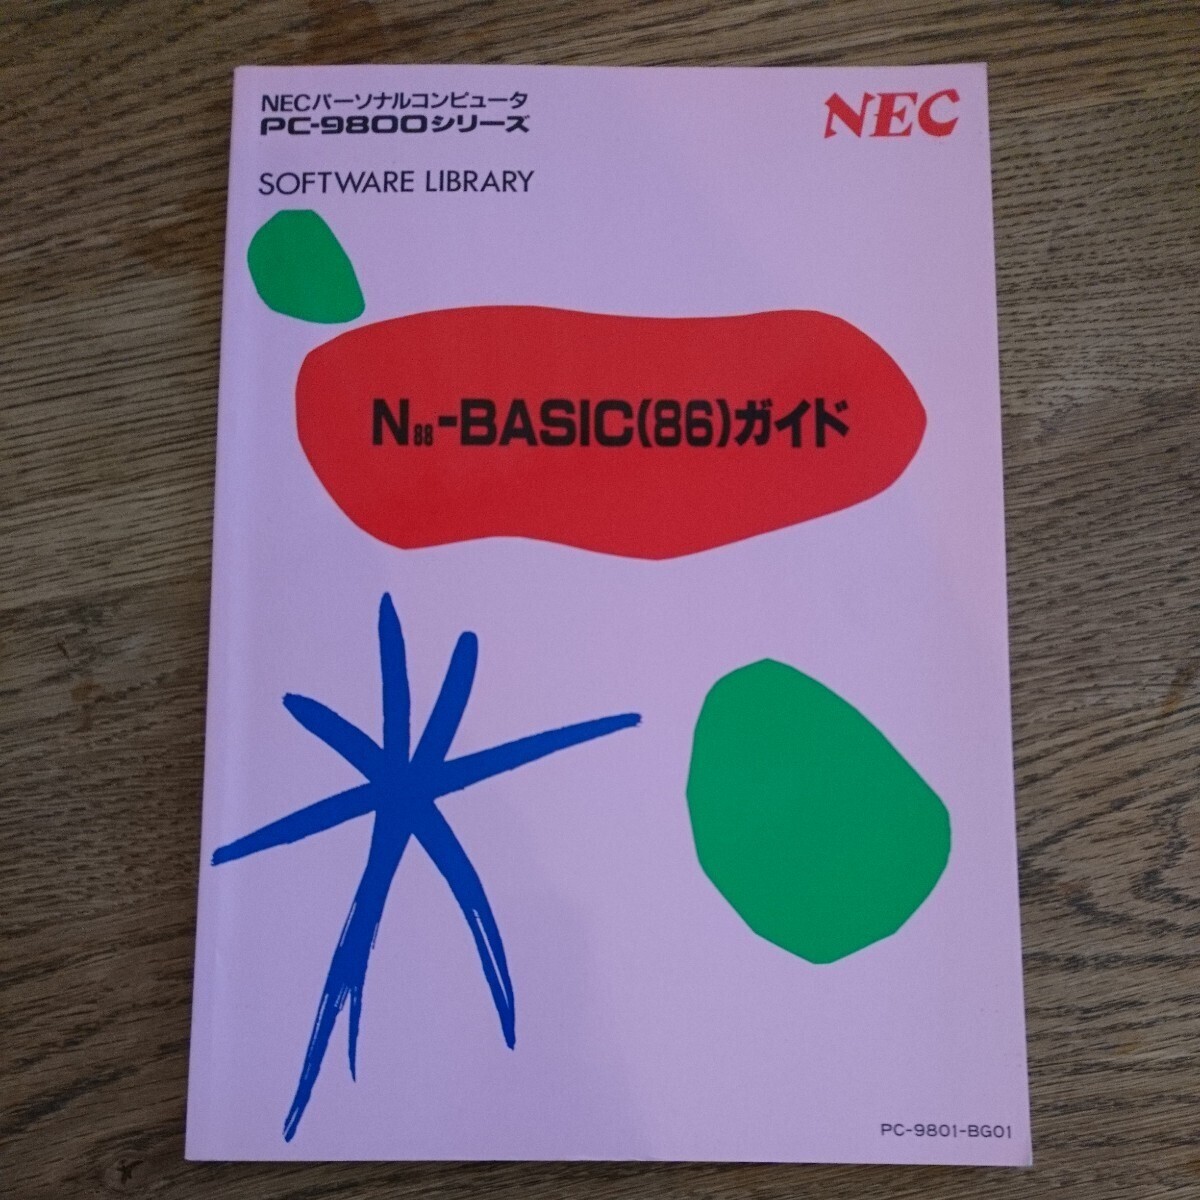 NECパーソナルコンピュータ
PC-9800シリーズ
NEC
SOFTWARE LIBRARY
N88-BASIC(86)ガイド
PC-9801-BG01